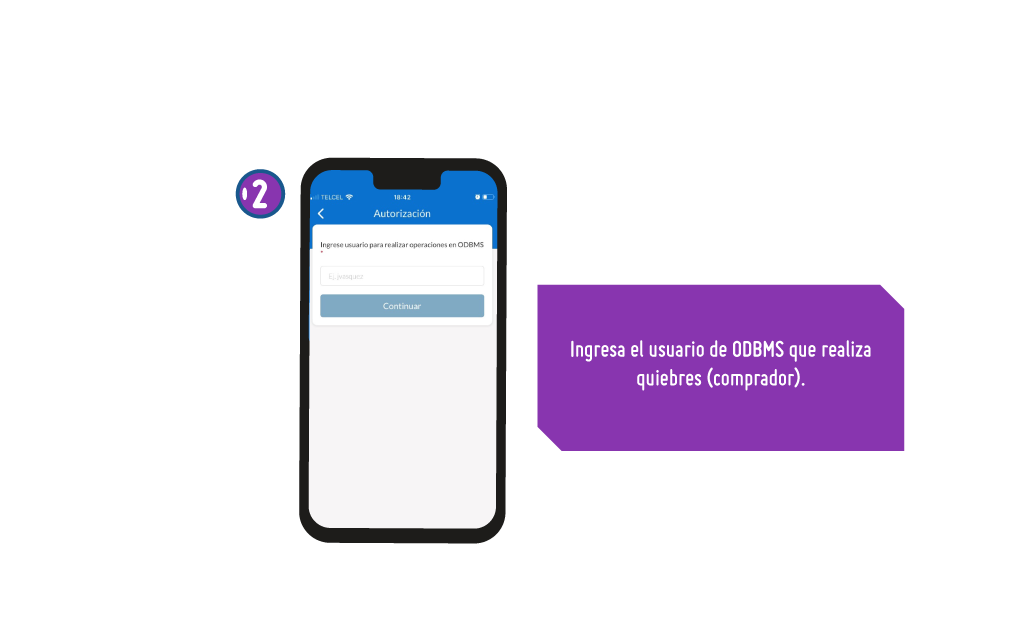 2
TELCEL 18:42
Autorización
Ingrese usuario para realizar operaciones en ODBMS
*
Ej. jvasquez
Continuar
Ingresa el usuario de ODBMS que realiza
quiebres (comprador).